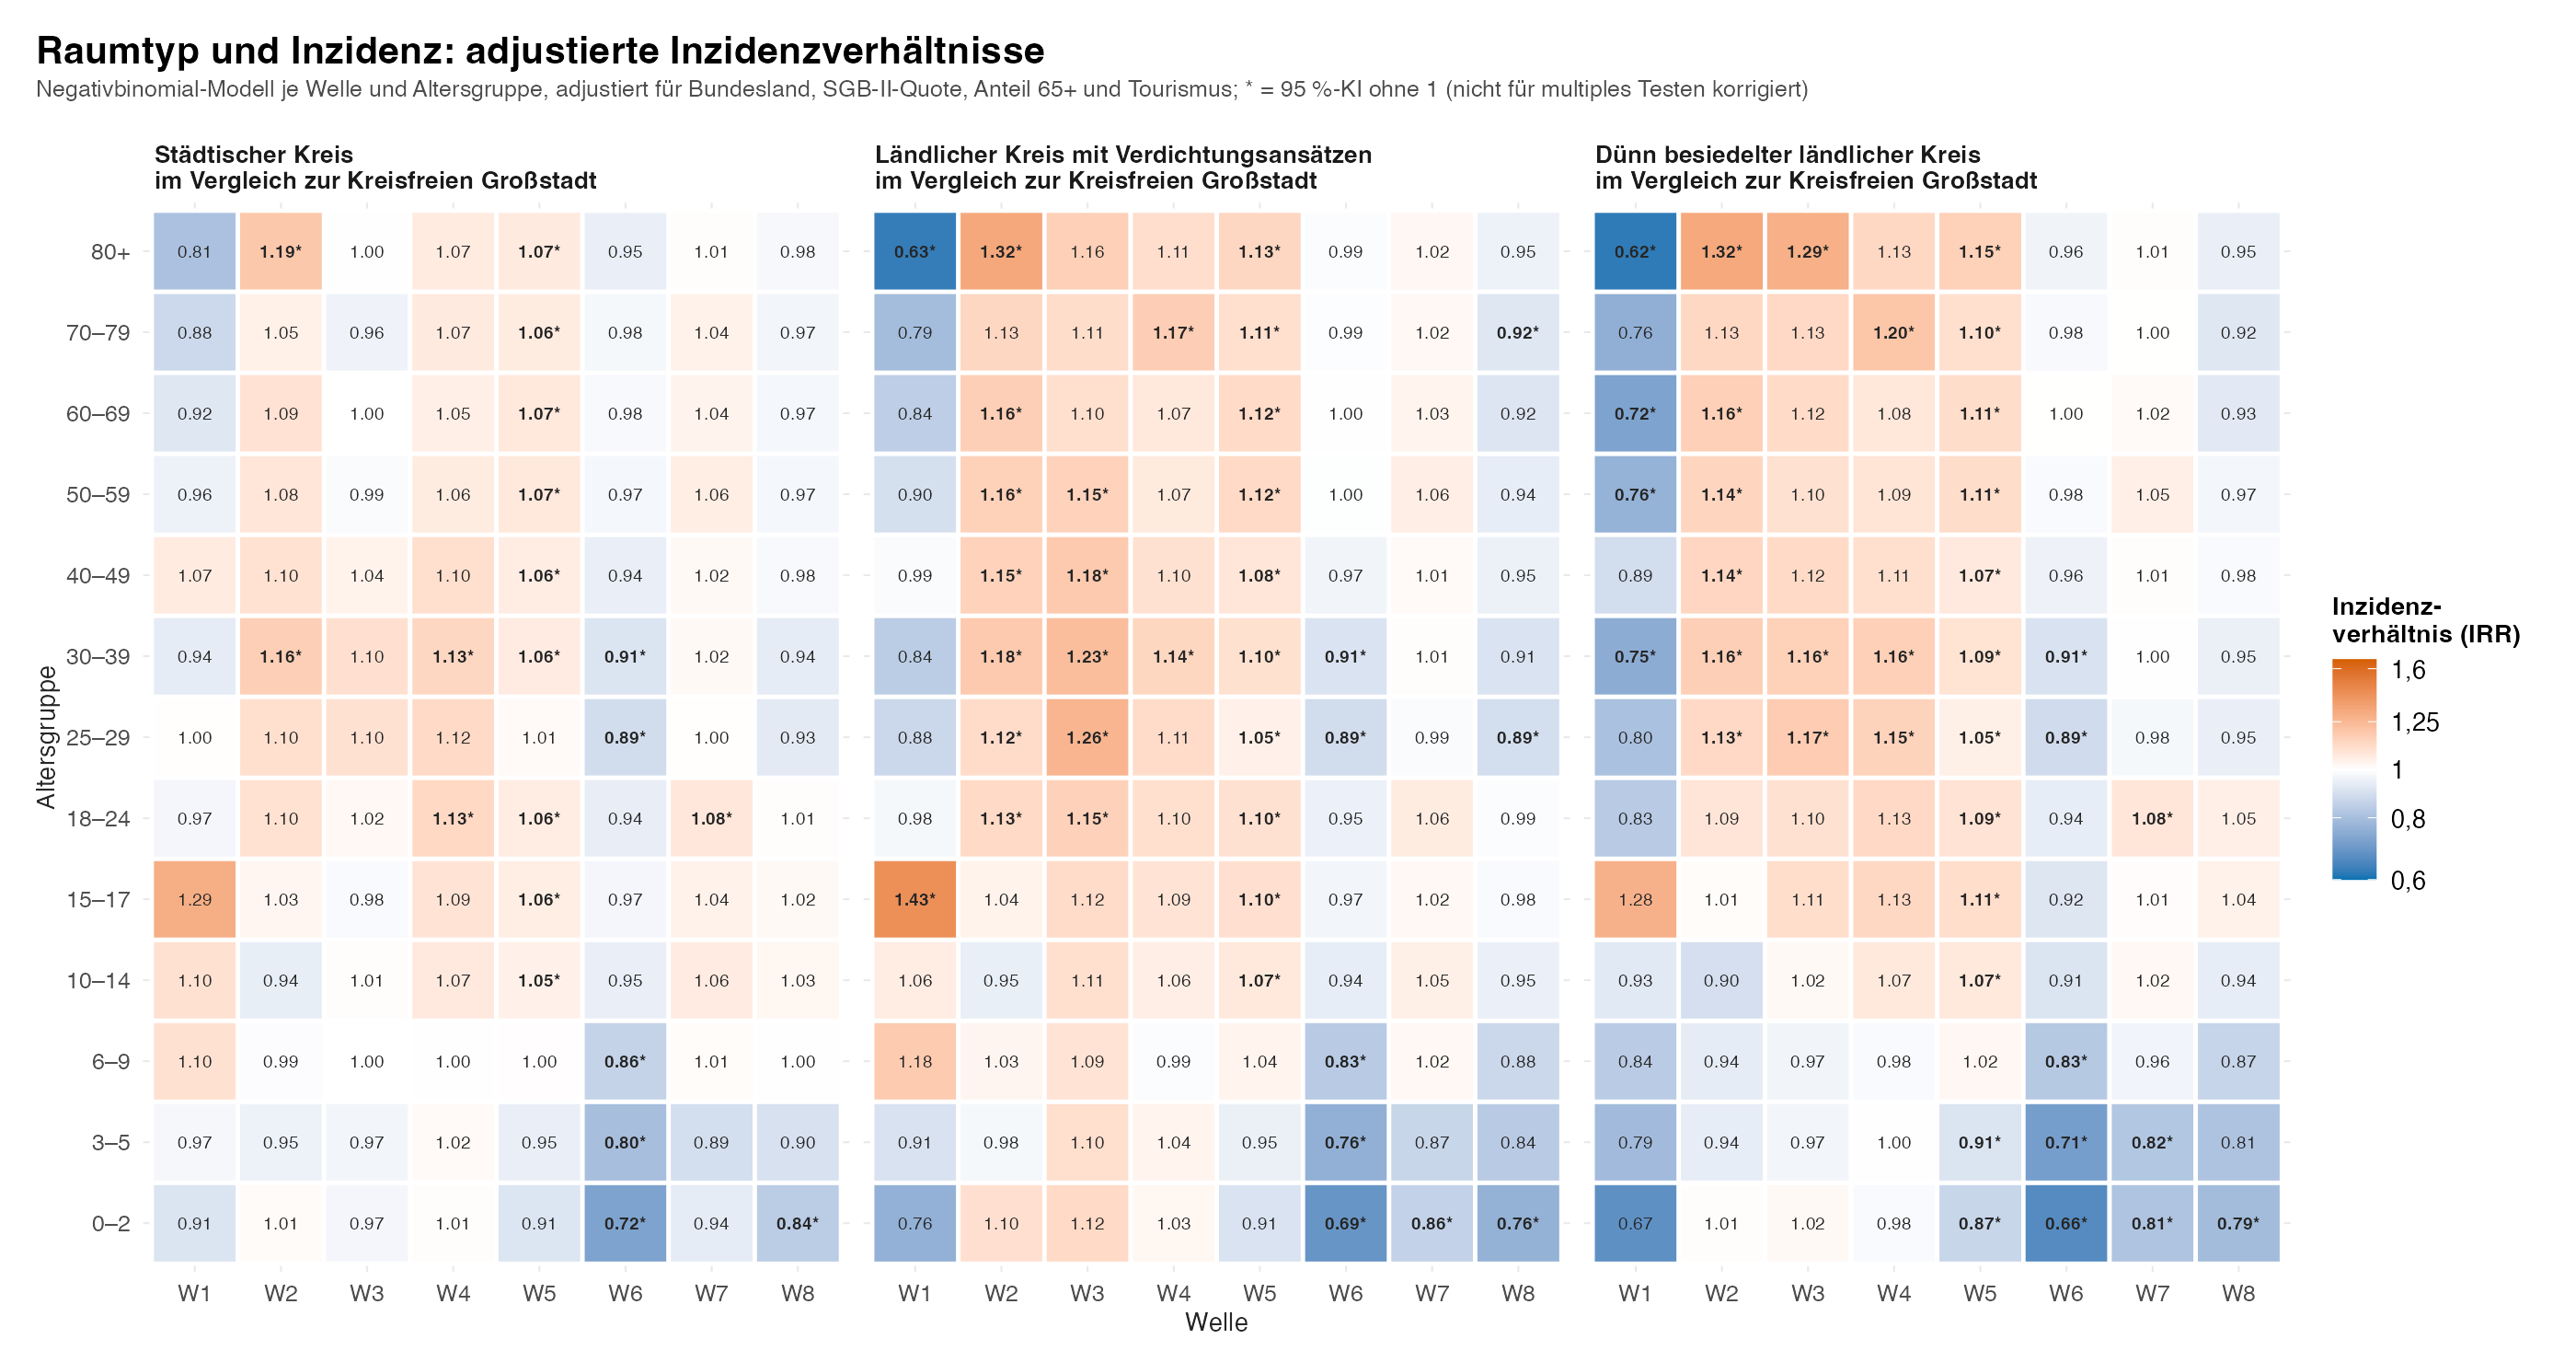 Raumtyp und Inzidenz: adjustierte Inzidenzverhältnisse
Negativbinomial-Modell je Welle und Altersgruppe, adjustiert für Bundesland, SGB-II-Quote, Anteil 65+ und Tourismus; * = 95 %-KI ohne 1 (nicht für multiples Testen korrigiert)
Städtischer Kreis
im Vergleich zur Kreisfreien Großstadt
Ländlicher Kreis mit Verdichtungsansätzen
im Vergleich zur Kreisfreien Großstadt
Dünn besiedelter ländlicher Kreis
im Vergleich zur Kreisfreien Großstadt
Altersgruppe
80+ 0.81 1.19* 1.00 1.07 1.07* 0.95 1.01 0.98 0.63* 1.32* 1.16 1.11 1.13* 0.99 1.02 0.95 0.62* 1.32* 1.29* 1.13 1.15* 0.96 1.01 0.95
70–79 0.88 1.05 0.96 1.07 1.06* 0.98 1.04 0.97 0.79 1.13 1.11 1.17* 1.11* 0.99 1.02 0.92* 0.76 1.13 1.13 1.20* 1.10* 0.98 1.00 0.92
60–69 0.92 1.09 1.00 1.05 1.07* 0.98 1.04 0.97 0.84 1.16* 1.10 1.07 1.12* 1.00 1.03 0.92 0.72* 1.16* 1.12 1.08 1.11* 1.00 1.02 0.93
50–59 0.96 1.08 0.99 1.06 1.07* 0.97 1.06 0.97 0.90 1.16* 1.15* 1.07 1.12* 1.00 1.06 0.94 0.76* 1.14* 1.10 1.09 1.11* 0.98 1.05 0.97
40–49 1.07 1.10 1.04 1.10 1.06* 0.94 1.02 0.98 0.99 1.15* 1.18* 1.10 1.08* 0.97 1.01 0.95 0.89 1.14* 1.12 1.11 1.07* 0.96 1.01 0.98
30–39 0.94 1.16* 1.10 1.13* 1.06* 0.91* 1.02 0.94 0.84 1.18* 1.23* 1.14* 1.10* 0.91* 1.01 0.91 0.75* 1.16* 1.16* 1.16* 1.09* 0.91* 1.00 0.95
25–29 1.00 1.10 1.10 1.12 1.01 0.89* 1.00 0.93 0.88 1.12* 1.26* 1.11 1.05* 0.89* 0.99 0.89* 0.80 1.13* 1.17* 1.15* 1.05* 0.89* 0.98 0.95
18–24 0.97 1.10 1.02 1.13* 1.06* 0.94 1.08* 1.01 0.98 1.13* 1.15* 1.10 1.10* 0.95 1.06 0.99 0.83 1.09 1.10 1.13 1.09* 0.94 1.08* 1.05
15–17 1.29 1.03 0.98 1.09 1.06* 0.97 1.04 1.02 1.43* 1.04 1.12 1.09 1.10* 0.97 1.02 0.98 1.28 1.01 1.11 1.13 1.11* 0.92 1.01 1.04
10–14 1.10 0.94 1.01 1.07 1.05* 0.95 1.06 1.03 1.06 0.95 1.11 1.06 1.07* 0.94 1.05 0.95 0.93 0.90 1.02 1.07 1.07* 0.91 1.02 0.94
6–9 1.10 0.99 1.00 1.00 1.00 0.86* 1.01 1.00 1.18 1.03 1.09 0.99 1.04 0.83* 1.02 0.88 0.84 0.94 0.97 0.98 1.02 0.83* 0.96 0.87
3–5 0.97 0.95 0.97 1.02 0.95 0.80* 0.89 0.90 0.91 0.98 1.10 1.04 0.95 0.76* 0.87 0.84 0.79 0.94 0.97 1.00 0.91* 0.71* 0.82* 0.81
0–2 0.91 1.01 0.97 1.01 0.91 0.72* 0.94 0.84* 0.76 1.10 1.12 1.03 0.91 0.69* 0.86* 0.76* 0.67 1.01 1.02 0.98 0.87* 0.66* 0.81* 0.79*
W1 W2 W3 W4 W5 W6 W7 W8 W1 W2 W3 W4 W5 W6 W7 W8 W1 W2 W3 W4 W5 W6 W7 W8
Welle
Inzidenz-
verhältnis (IRR)
1,6
1,25
1
0,8
0,6